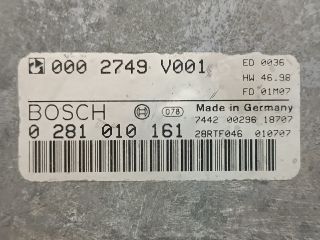 000 2749 V001
ED 0036
HW 46.98
FD 01M07
BOSCH
078
Made in Germany
7442 00296 18707
0 281 010 161
28RTF046 010707